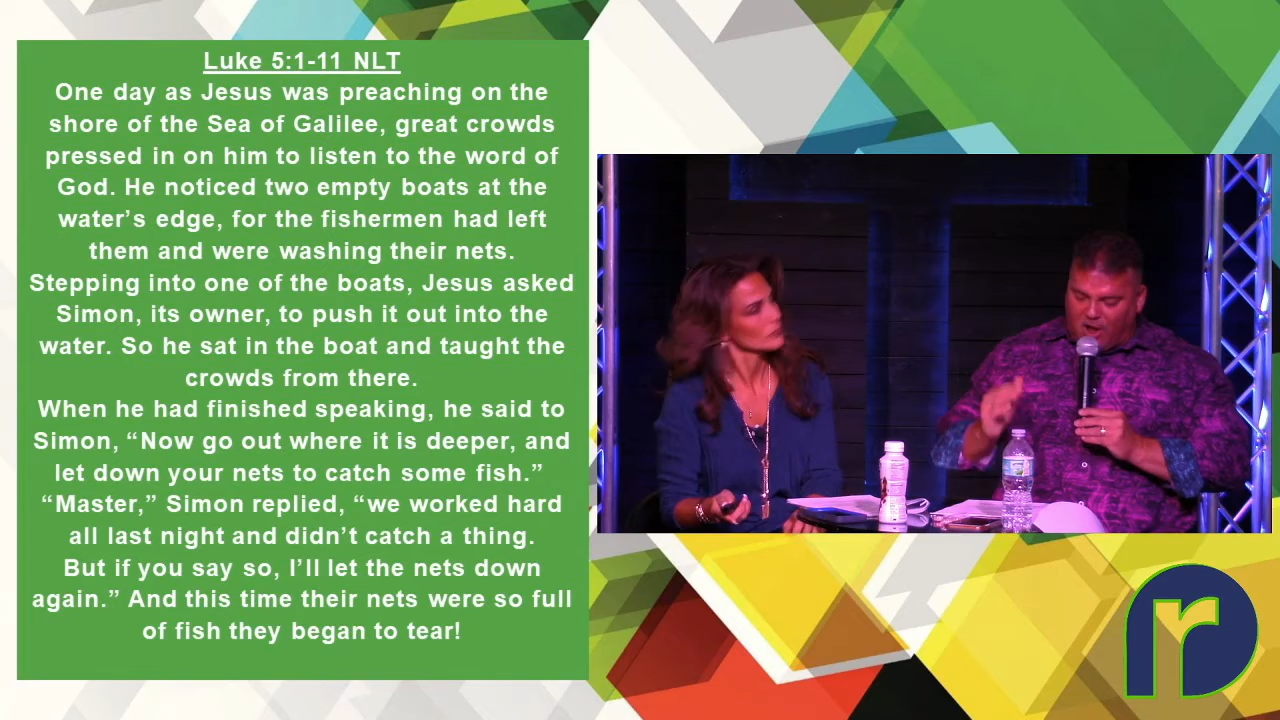 Luke 5:1-11 NLT
One day as Jesus was preaching on the
shore of the Sea of Galilee, great crowds
pressed in on him to listen to the word of
God. He noticed two empty boats at the
water’s edge, for the fishermen had left
them and were washing their nets.
Stepping into one of the boats, Jesus asked
Simon, its owner, to push it out into the
water. So he sat in the boat and taught the
crowds from there.
When he had finished speaking, he said to
Simon, “Now go out where it is deeper, and
let down your nets to catch some fish.”
“Master,” Simon replied, “we worked hard
all last night and didn’t catch a thing.
But if you say so, I’ll let the nets down
again.” And this time their nets were so full
of fish they began to tear!
r